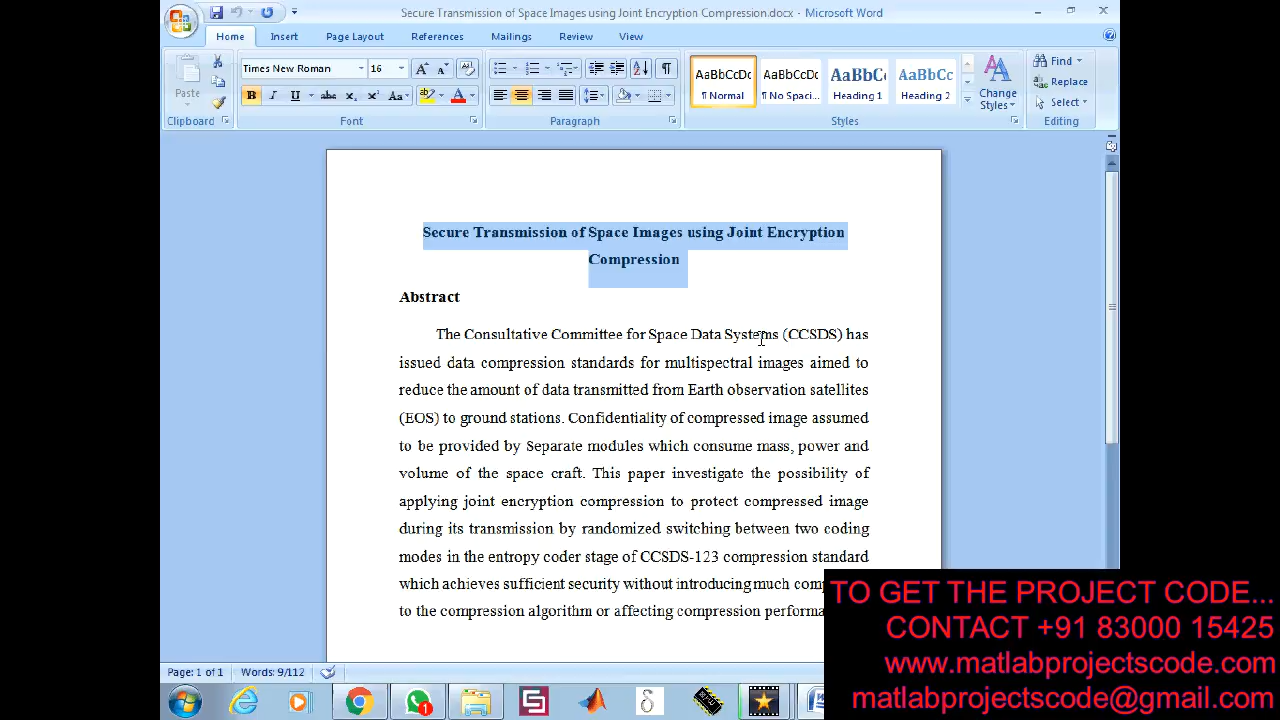 Secure Transmission of Space Images using Joint Encryption Compression.docx - Microsoft Word
Home Insert Page Layout References Mailings Review View
Paste
Times New Roman 16
AaBbCcDc AaBbCcDc AaBbC AaBbCc
¶ Normal ¶ No Spaci... Heading 1 Heading 2
Change Styles
Find
Replace
Select
Clipboard Font Paragraph Styles Editing
Secure Transmission of Space Images using Joint Encryption
Compression
Abstract
The Consultative Committee for Space Data Systems (CCSDS) has
issued data compression standards for multispectral images aimed to
reduce the amount of data transmitted from Earth observation satellites
(EOS) to ground stations. Confidentiality of compressed image assumed
to be provided by Separate modules which consume mass, power and
volume of the space craft. This paper investigate the possibility of
applying joint encryption compression to protect compressed image
during its transmission by randomized switching between two coding
modes in the entropy coder stage of CCSDS-123 compression standard
which achieves sufficient security without introducing much comp
to the compression algorithm or affecting compression performa
TO GET THE PROJECT CODE...
CONTACT +91 83000 15425
www.matlabprojectscode.com
matlabprojectscode@gmail.com
Page: 1 of 1 Words: 9/112